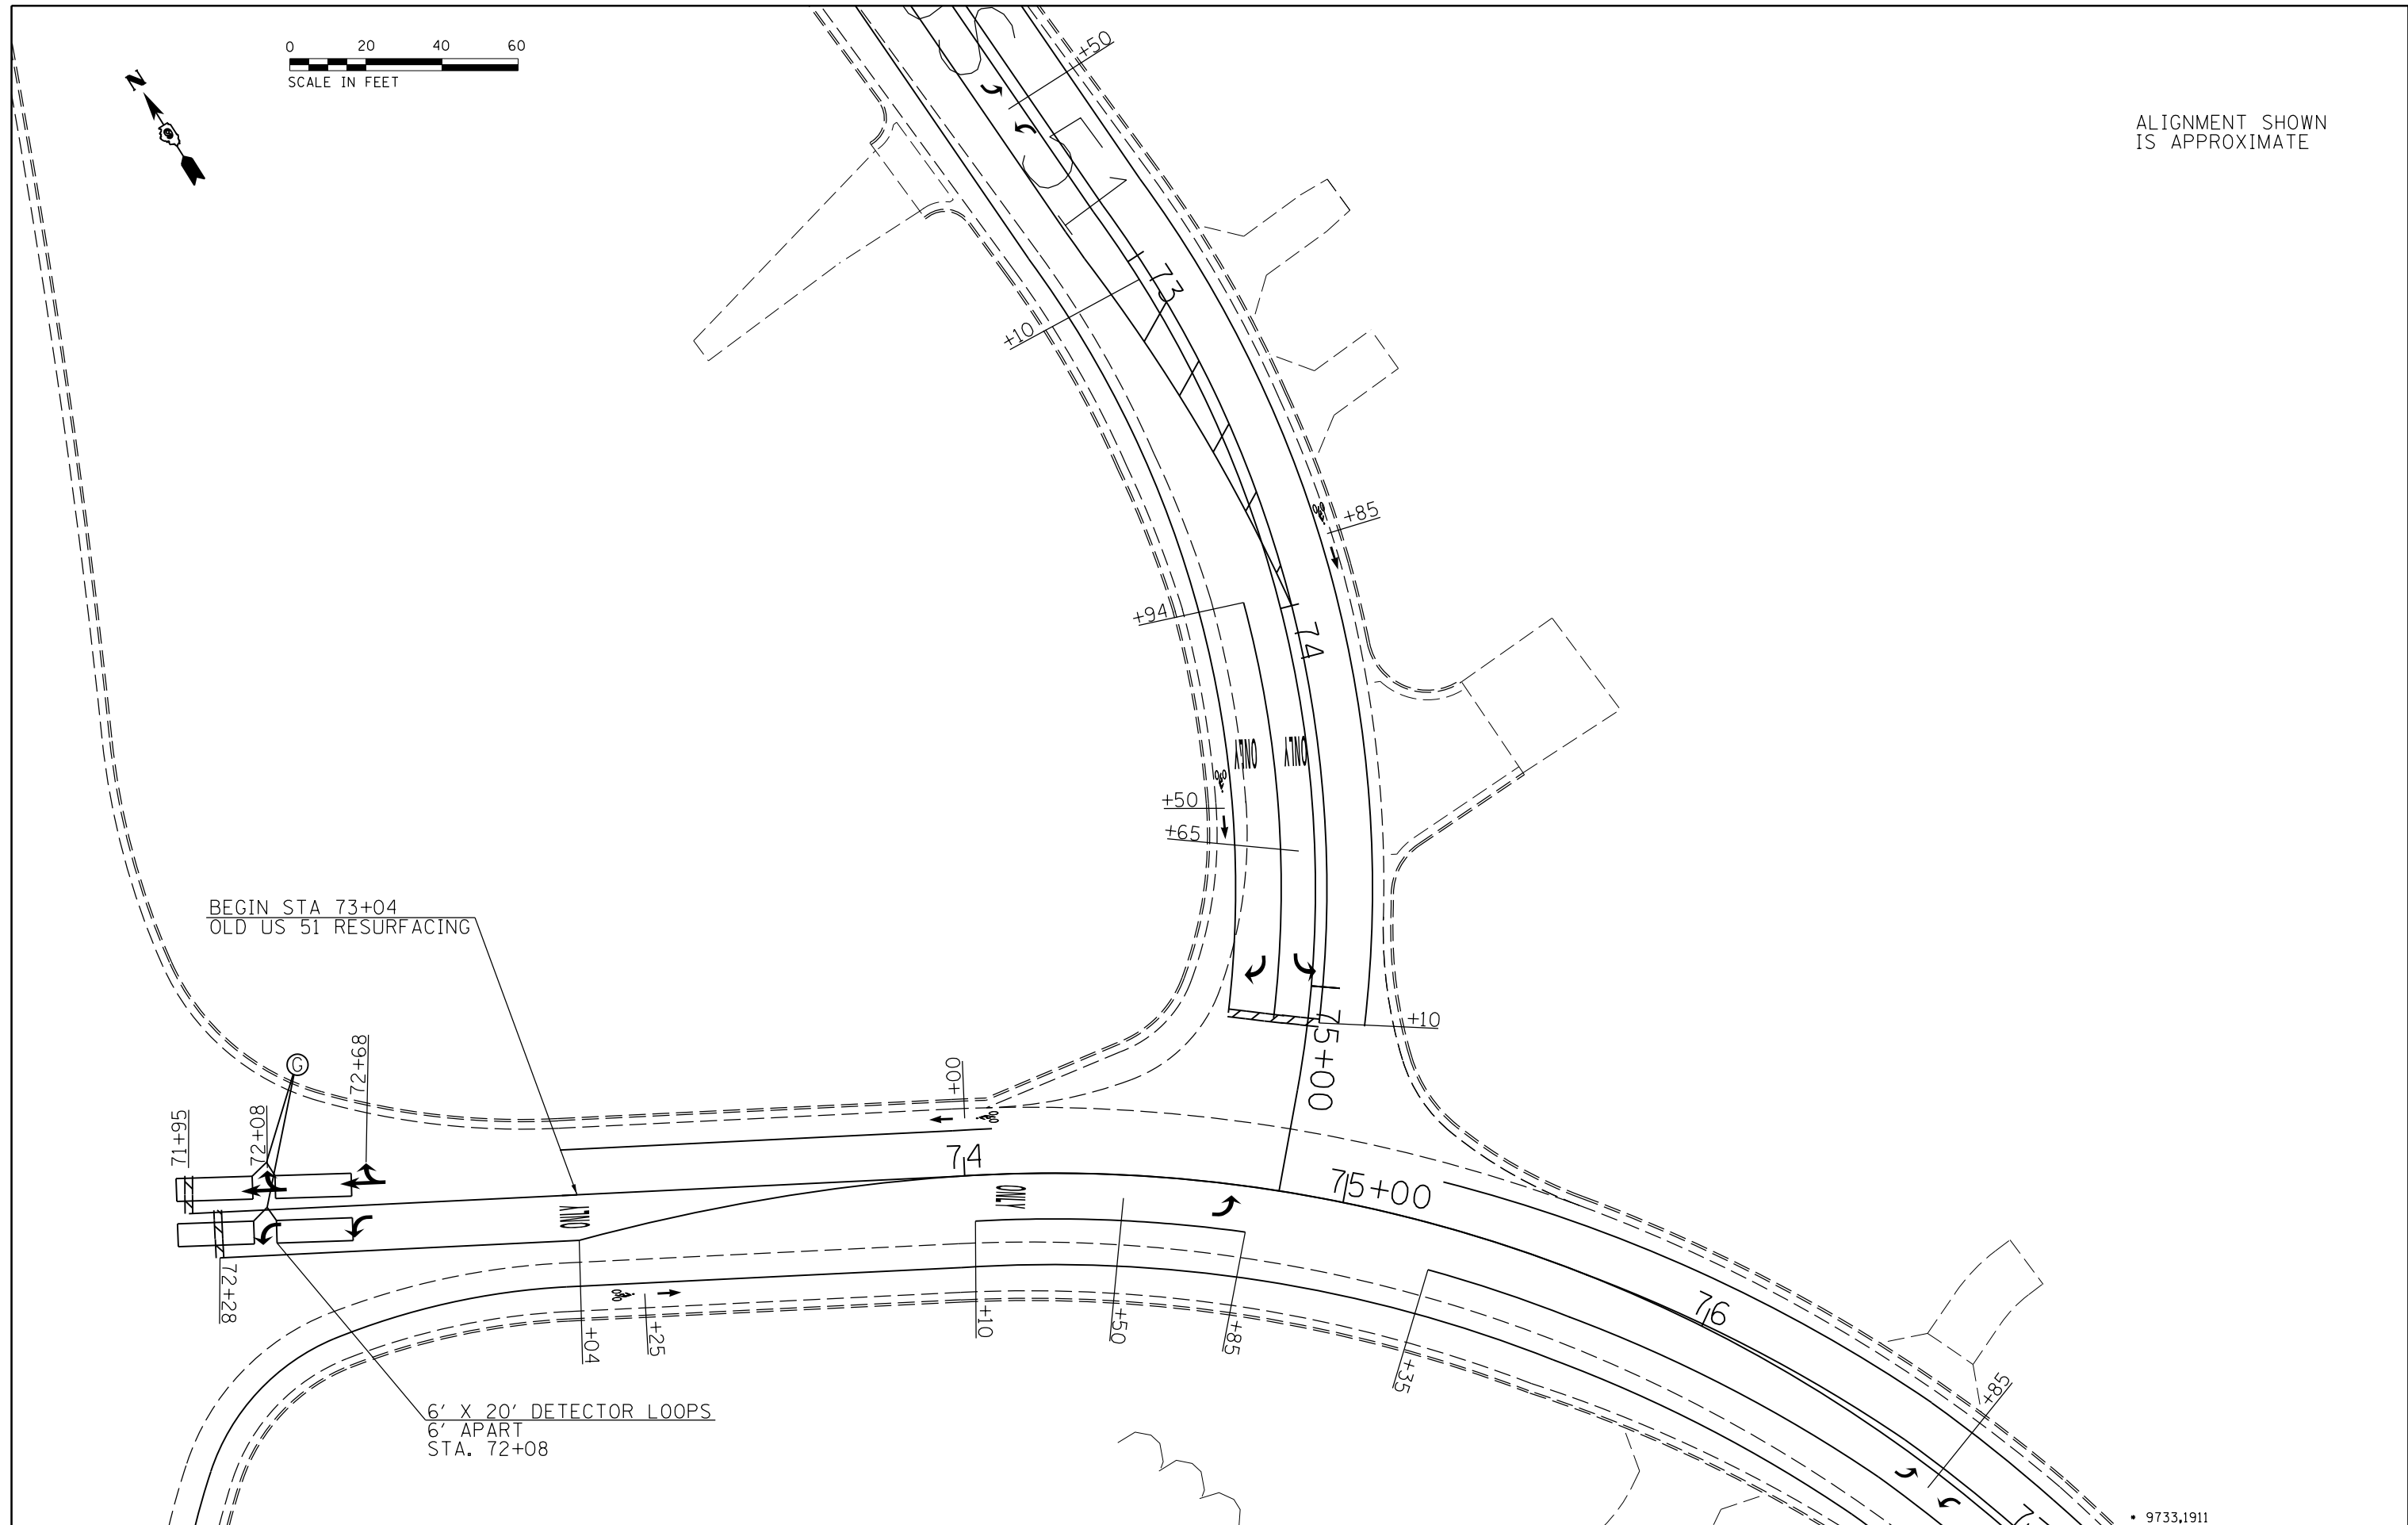 0 20 40 60
SCALE IN FEET
N
ALIGNMENT SHOWN
IS APPROXIMATE
+50
73
+10
+85
+94
74
ONLY
ONLY
+50
+65
BEGIN STA 73+04
OLD US 51 RESURFACING
+10
75+00
G
72+68
71+95
72+08
+00
74
75+00
ONLY
ONLY
72+28
+04
+25
+10
+50
+85
+35
76
+85
6' X 20' DETECTOR LOOPS
6' APART
STA. 72+08
9733,1911